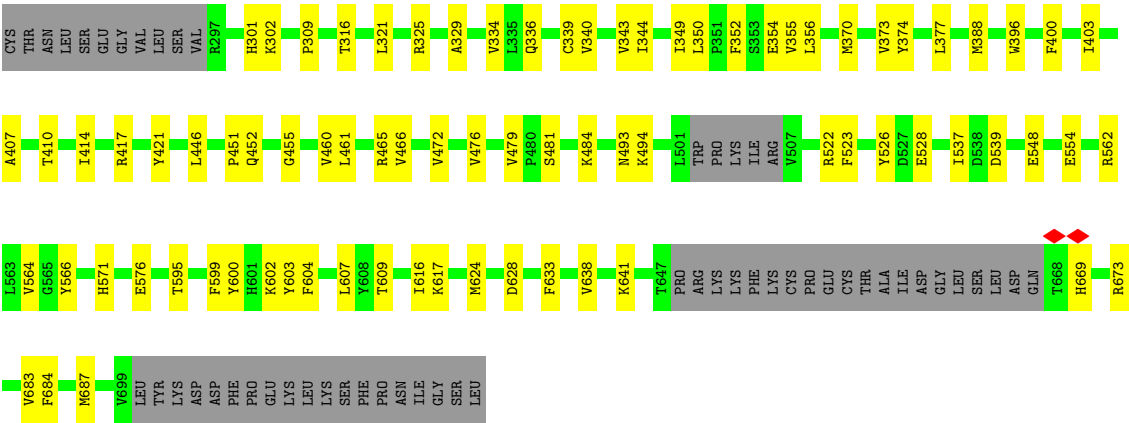 CYS THR ASN LEU SER GLU GLY VAL LEU SER VAL R297 H301 K302 P309 T316 L321 R325 A329 V334 L335 Q336 C339 V340 V343 I344 I349 L350 P351 F352 S353 E354 V355 L356 M370 V373 Y374 L377 M388 W396 F400 I403
A407 T410 I414 R417 Y421 L446 P451 Q452 G455 V460 L461 R465 V466 V472 V476 V479 P480 S481 K484 N493 K494 L501 TRP PRO LYS ILE ARG V507 R522 F523 Y526 D527 E528 I537 D538 D539 E548 E554 R562
L563 V564 G565 Y566 H571 E576 T595 F599 Y600 H601 K602 Y603 F604 L607 Y608 T609 I616 K617 M624 D628 F633 V638 K641 T647 PRO ARG LYS LYS PHE LYS CYS PRO GLU CYS THR ALA ILE ASP GLY LEU SER LEU ASP GLN T668 H669 R673
V683 F684 M687 V699 LEU TYR LYS ASP ASP PHE PRO GLU LYS LEU LYS SER PHE PRO ASN ILE GLY SER LEU